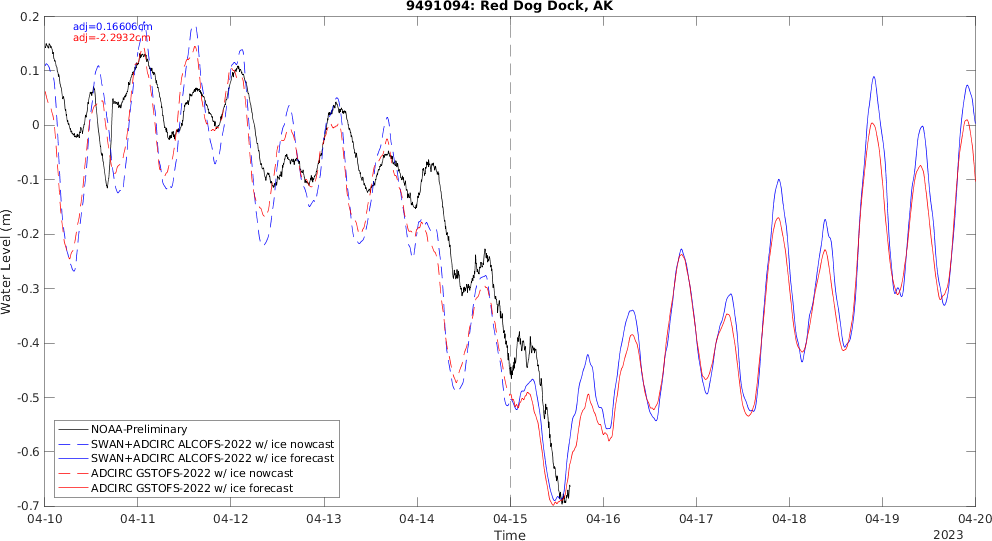 9491094: Red Dog Dock, AK
adj=0.16606cm
adj=-2.2932cm
Water Level (m)
0.2
0.1
0
-0.1
-0.2
-0.3
-0.4
-0.5
-0.6
-0.7
NOAA-Preliminary
SWAN+ADCIRC ALCOFS-2022 w/ ice nowcast
SWAN+ADCIRC ALCOFS-2022 w/ ice forecast
ADCIRC GSTOFS-2022 w/ ice nowcast
ADCIRC GSTOFS-2022 w/ ice forecast
04-10 04-11 04-12 04-13 04-14 04-15 04-16 04-17 04-18 04-19 04-20
Time
2023